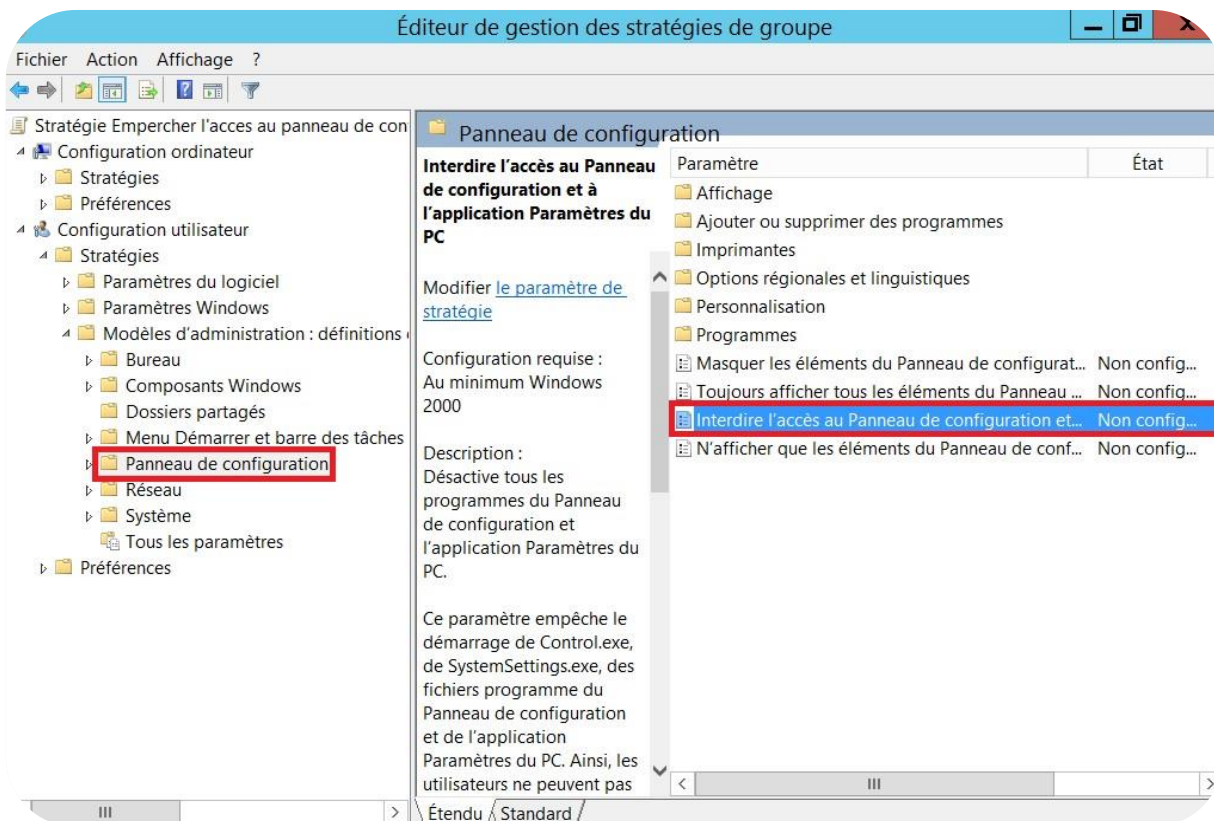 Éditeur de gestion des stratégies de groupe
Fichier Action Affichage ?
Stratégie Empercher l'acces au panneau de con
Configuration ordinateur
Stratégies
Préférences
Configuration utilisateur
Stratégies
Paramètres du logiciel
Paramètres Windows
Modèles d'administration : définitions
Bureau
Composants Windows
Dossiers partagés
Menu Démarrer et barre des tâches
Panneau de configuration
Réseau
Système
Tous les paramètres
Préférences
Panneau de configuration
Interdire l'accès au Panneau
de configuration et à
l'application Paramètres du
PC
Modifier le paramètre de
stratégie
Configuration requise :
Au minimum Windows
2000
Description :
Désactive tous les
programmes du Panneau
de configuration et
l'application Paramètres du
PC.
Ce paramètre empêche le
démarrage de Control.exe,
de SystemSettings.exe, des
fichiers programme du
Panneau de configuration
et de l'application
Paramètres du PC. Ainsi, les
utilisateurs ne peuvent pas
Paramètre État
Affichage
Ajouter ou supprimer des programmes
Imprimantes
Options régionales et linguistiques
Personnalisation
Programmes
Masquer les éléments du Panneau de configurat... Non config...
Toujours afficher tous les éléments du Panneau ... Non config...
Interdire l'accès au Panneau de configuration et... Non config...
N'afficher que les éléments du Panneau de conf... Non config...
Étendu Standard